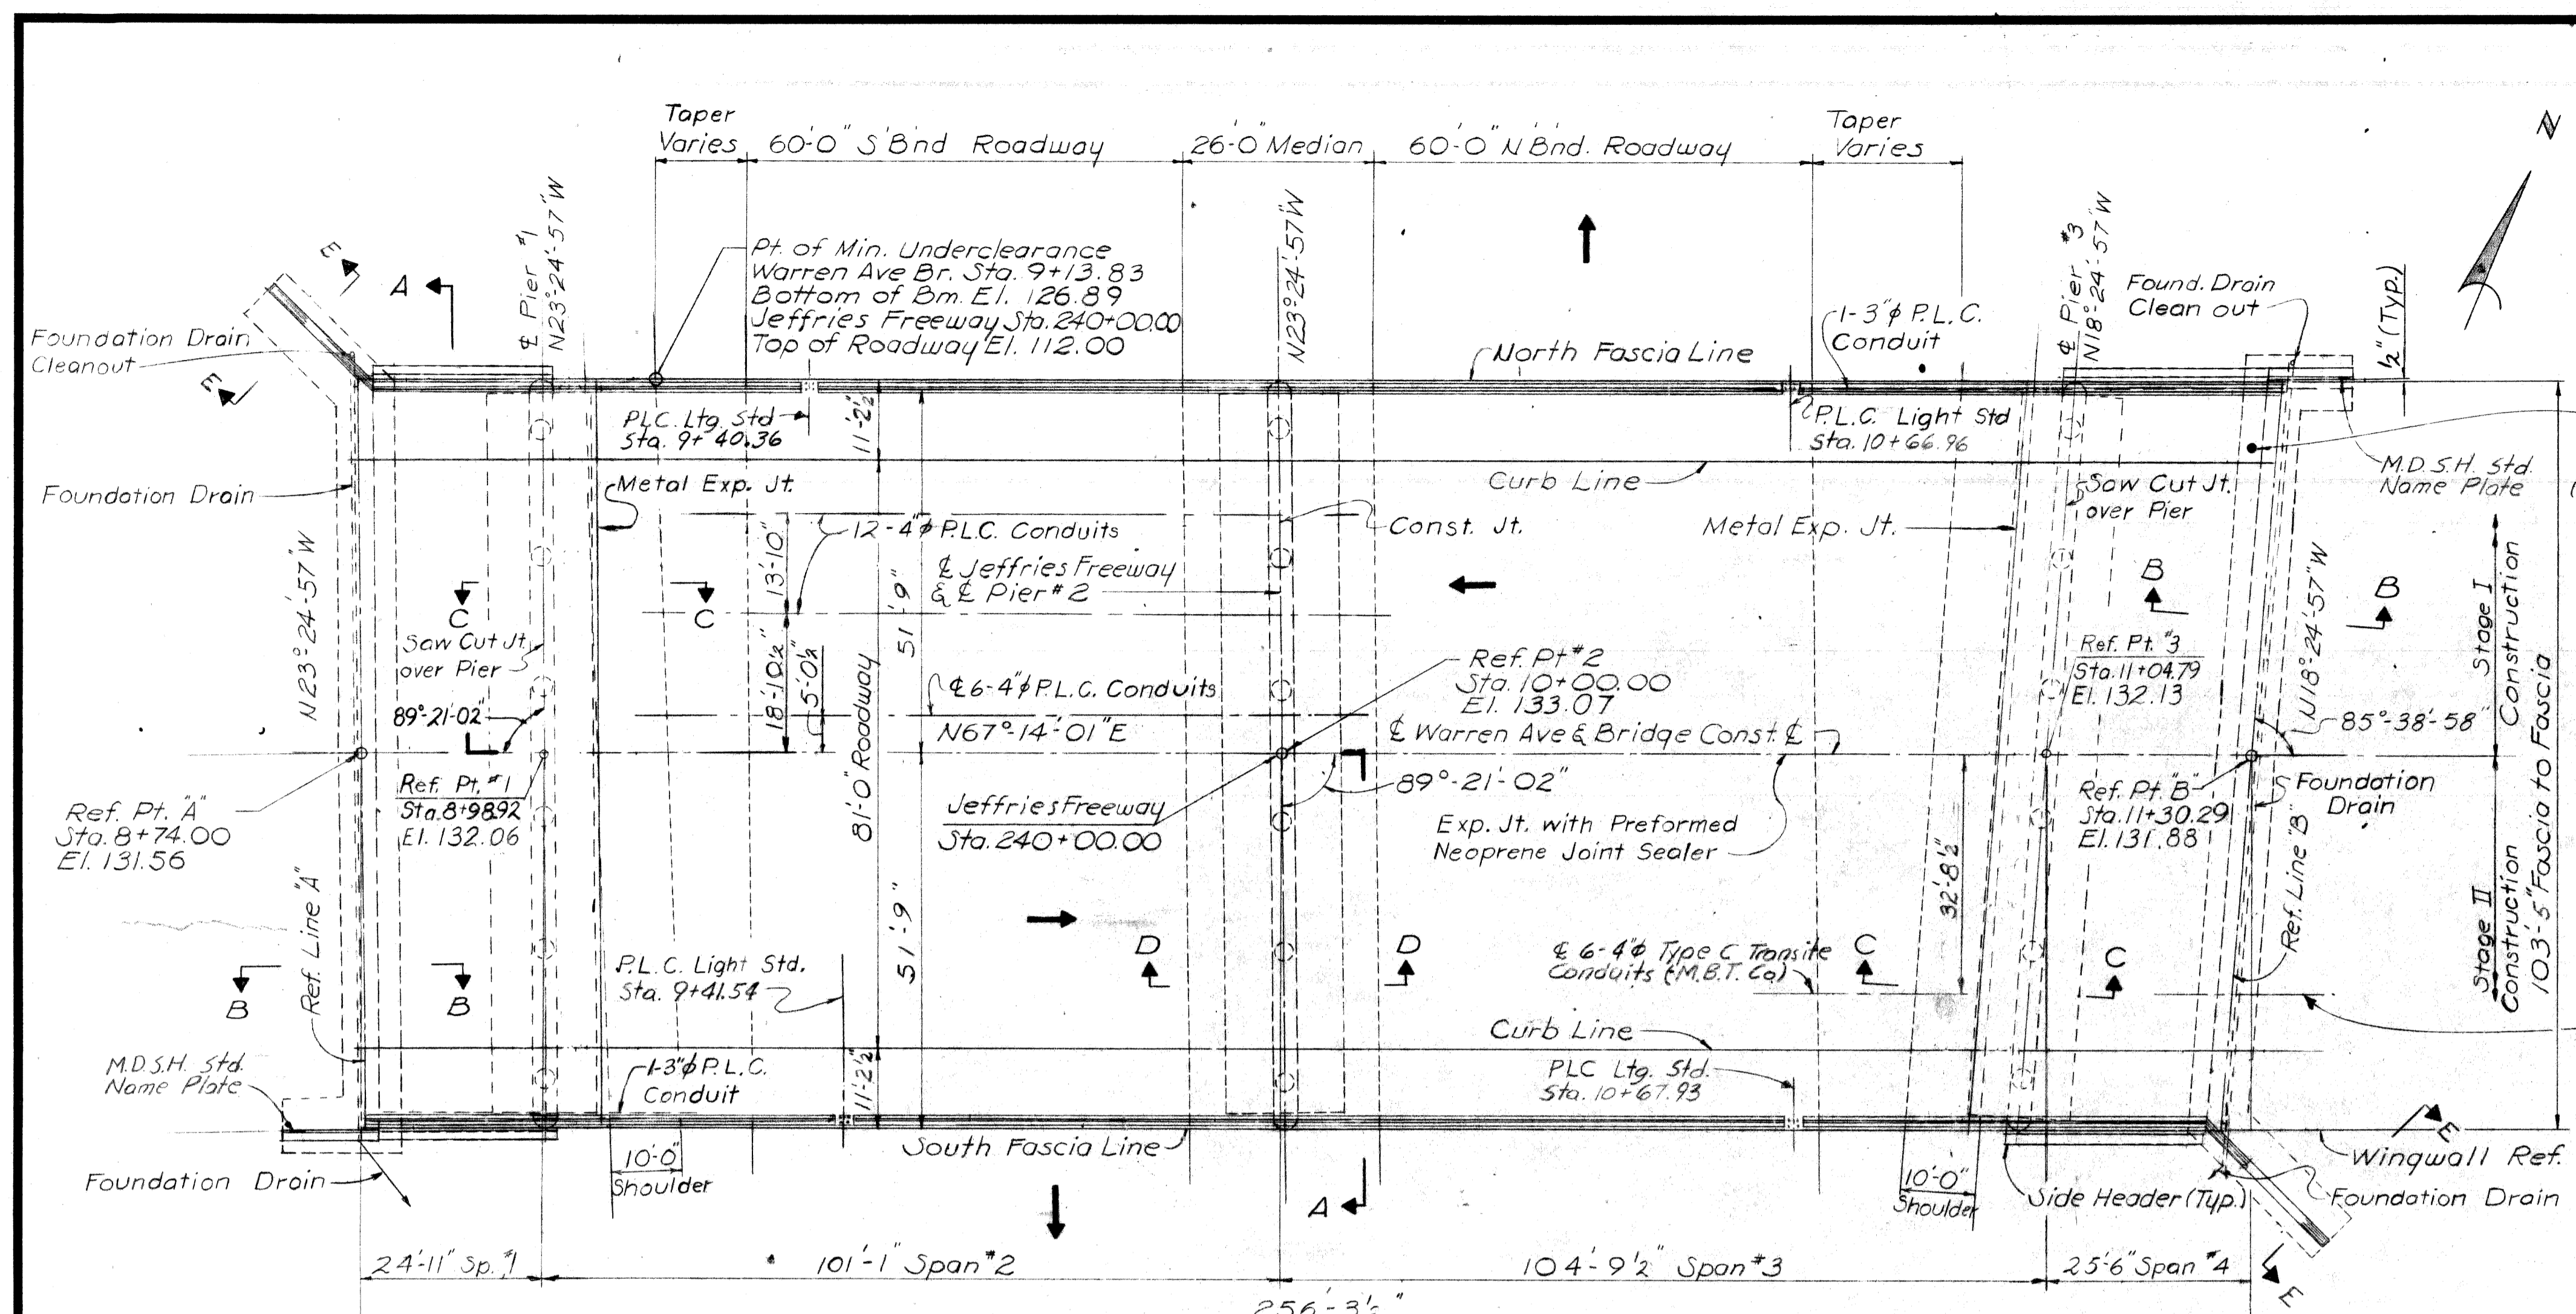 Taper
Varies
60'-0" S'Bnd Roadway
26'-0" Median
60'-0" N'Bnd. Roadway
Taper
Varies
N
℄ Pier #1
N23°-24'-57"W
Pt. of Min. Underclearance
Warren Ave Br. Sta. 9+13.83
Bottom of Bm. El. 126.89
Jeffries Freeway Sta. 240+00.00
Top of Roadway El. 112.00
N23°24'-57"W
℄ Pier #3
N18°-24'-57"W
Found. Drain
Clean out
½" (Typ.)
E
A
E
Foundation Drain
Cleanout
North Fascia Line
1-3"φ P.L.C.
Conduit
PLC. Ltg. Std
Sta. 9+40.36
11'-2½"
P.L.C. Light Std
Sta. 10+66.96
M.D.S.H. Std.
Name Plate
Foundation Drain
Metal Exp. Jt.
Curb Line
Saw Cut Jt.
over Pier
12-4"φ P.L.C. Conduits
Const. Jt.
Metal Exp. Jt.
13'-10"
51'-9"
℄ Jeffries Freeway
& ℄ Pier #2
N23°24'-57"W
C
C
B
B
Saw Cut Jt.
over Pier
89°-21'-02"
18'-10½"
5'-0½"
81'-0" Roadway
℄ 6-4"φ P.L.C. Conduits
N67°-14'-01"E
Ref. Pt #2
Sta. 10+00.00
El. 133.07
℄ Warren Ave & Bridge Const. ℄
Ref. Pt. #3
Sta. 11+04.79
El. 132.13
N18°-24'-57"W
85°-38'-58"
Stage I
Construction
Ref. Pt. "A"
Sta. 8+74.00
El. 131.56
Ref. Pt. #1
Sta. 8+98.92
El. 132.06
Jeffries Freeway
Sta. 240+00.00
89°-21'-02"
Exp. Jt. with Preformed
Neoprene Joint Sealer
Ref. Pt. "B"
Sta. 11+30.29
El. 131.88
Foundation
Drain
32'-8½"
Ref. Line "A"
Ref. Line "B"
Stage II
Construction
103'-5" Fascia to Fascia
B
B
P.L.C. Light Std.
Sta. 9+41.54
51'-9"
D
D
℄ 6-4"φ Type C Transite
Conduits (M.B.T. Co)
C
C
M.D.S.H. Std.
Name Plate
1-3"φ P.L.C.
Conduit
11'-2½"
Curb Line
PLC Ltg. Std.
Sta. 10+67.93
Foundation Drain
10'-0"
Shoulder
South Fascia Line
A
10'-0"
Shoulder
Side Header (Typ.)
E
Wingwall Ref.
Foundation Drain
24'-11" Sp. #1
101'-1" Span #2
104'-9½" Span #3
25'-6" Span #4
E
256'-3½"